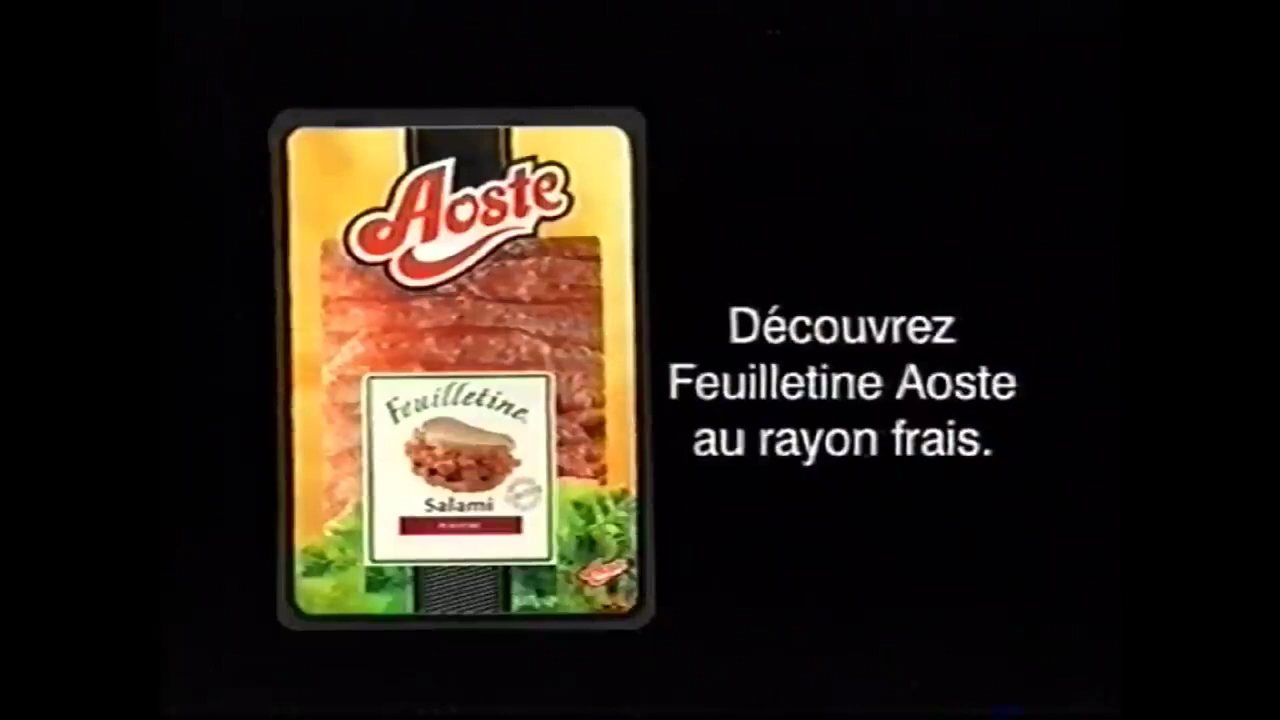 Aoste
Feuilletine
Salami
Découvrez
Feuilletine Aoste
au rayon frais.